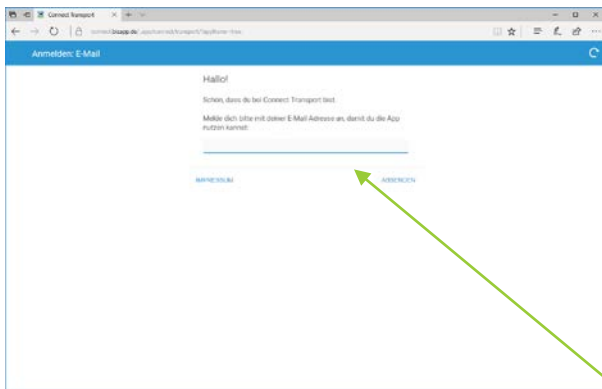 Connect Transport
Anmelden: E-Mail
Hallo!
Schön, dass du bei Connect Transport bist.
Melde dich bitte mit deiner E-Mail Adresse an, damit du die App
nutzen kannst:
IMPRESSUM ABSENDEN